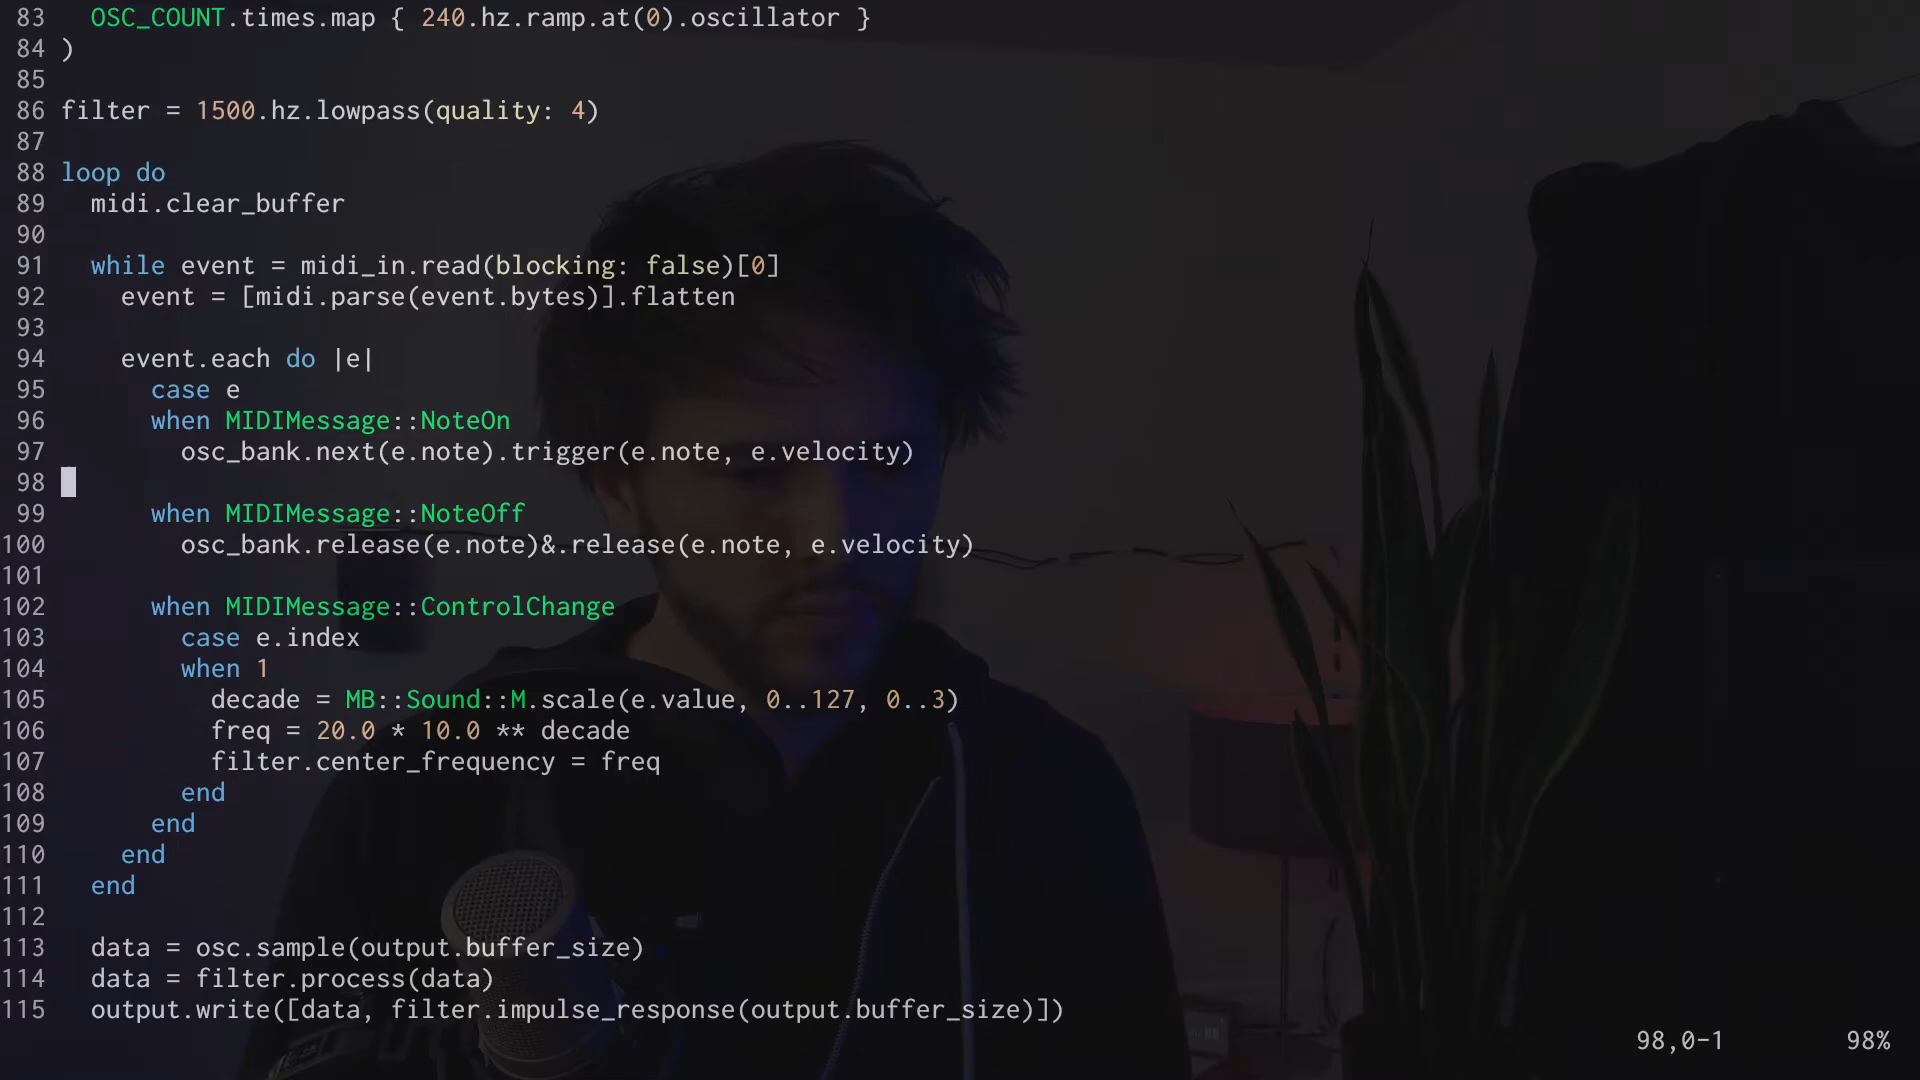 83   OSC_COUNT.times.map { 240.hz.ramp.at(0).oscillator }
84 )
85
86 filter = 1500.hz.lowpass(quality: 4)
87
88 loop do
89   midi.clear_buffer
90
91   while event = midi_in.read(blocking: false)[0]
92     event = [midi.parse(event.bytes)].flatten
93
94     event.each do |e|
95       case e
96       when MIDIMessage::NoteOn
97         osc_bank.next(e.note).trigger(e.note, e.velocity)
98
99       when MIDIMessage::NoteOff
100         osc_bank.release(e.note)&.release(e.note, e.velocity)
101
102       when MIDIMessage::ControlChange
103         case e.index
104         when 1
105           decade = MB::Sound::M.scale(e.value, 0..127, 0..3)
106           freq = 20.0 * 10.0 ** decade
107           filter.center_frequency = freq
108         end
109       end
110     end
111   end
112
113   data = osc.sample(output.buffer_size)
114   data = filter.process(data)
115   output.write([data, filter.impulse_response(output.buffer_size)])
98,0-1 98%